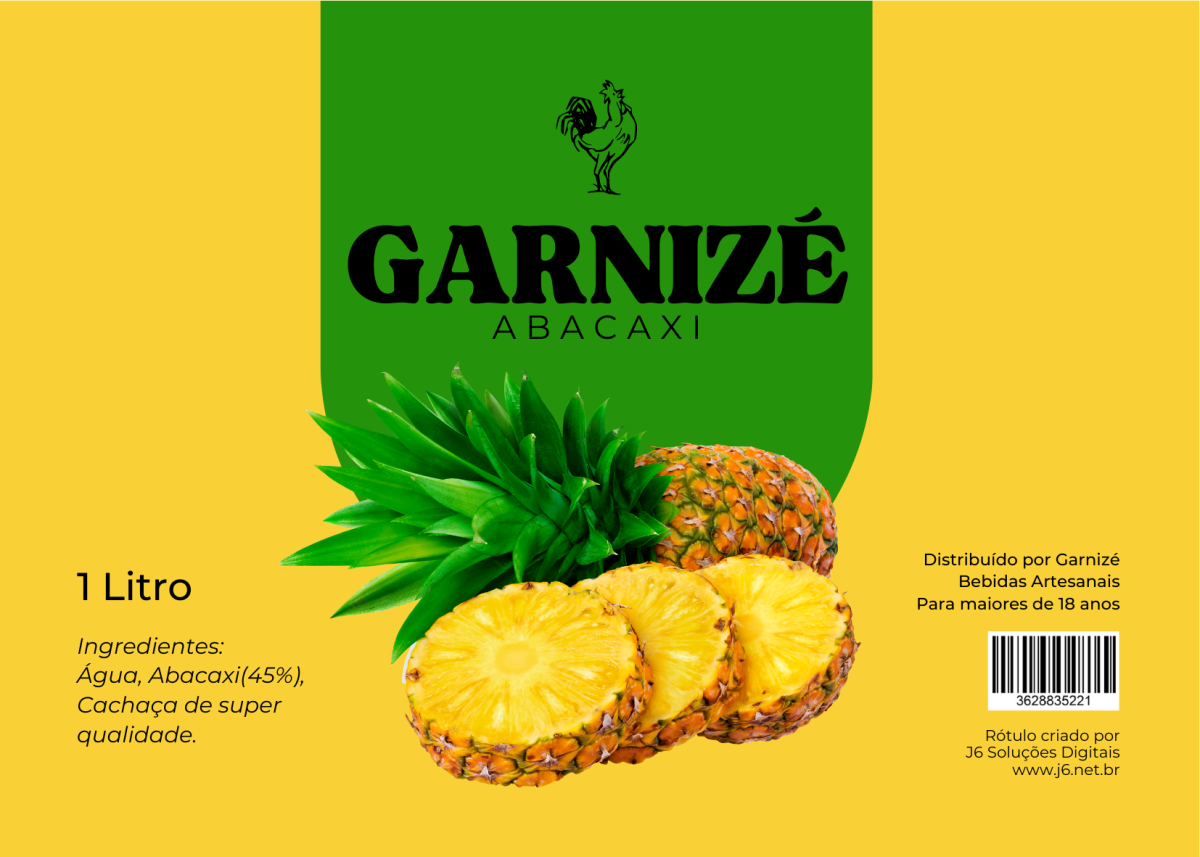 GARNIZÉ
ABACAXI
1 Litro
Ingredientes:
Água, Abacaxi(45%),
Cachaça de super
qualidade.
Distribuído por Garnizé
Bebidas Artesanais
Para maiores de 18 anos
3628835221
Rótulo criado por
J6 Soluções Digitais
www.j6.net.br